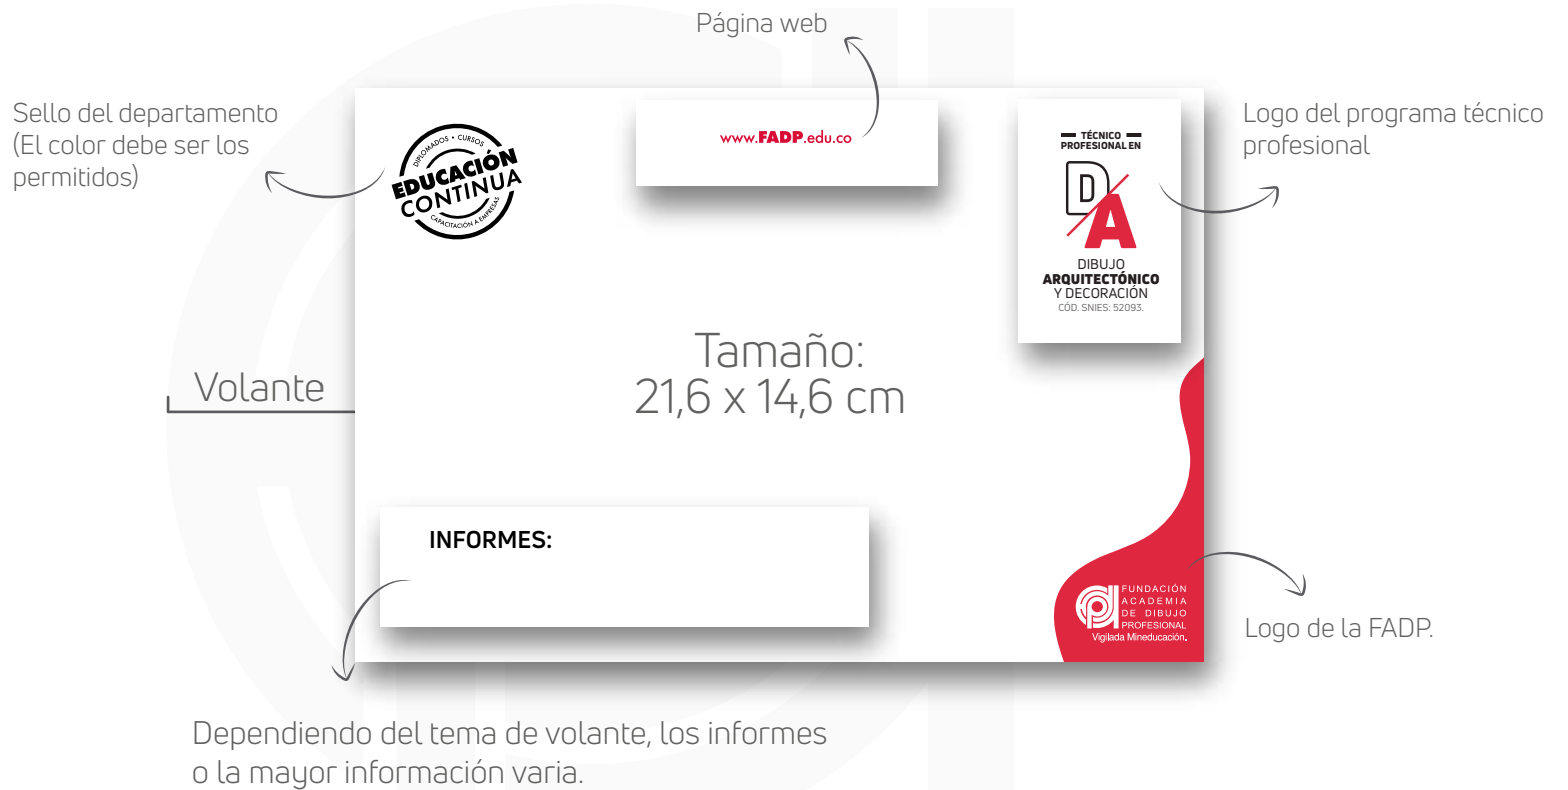 Página web
Sello del departamento
(El color debe ser los
permitidos)
DIPLOMADOS • CURSOS
EDUCACIÓN
CONTINUA
CAPACITACIÓN A EMPRESAS
www.FADP.edu.co
TÉCNICO
PROFESIONAL EN
DA
DIBUJO
ARQUITECTÓNICO
Y DECORACIÓN
CÓD. SNIES: 52093.
Logo del programa técnico
profesional
Tamaño:
21,6 x 14,6 cm
Volante
INFORMES:
FUNDACIÓN
ACADEMIA
DE DIBUJO
PROFESIONAL
Vigilada Mineducación.
Logo de la FADP.
Dependiendo del tema de volante, los informes
o la mayor información varia.